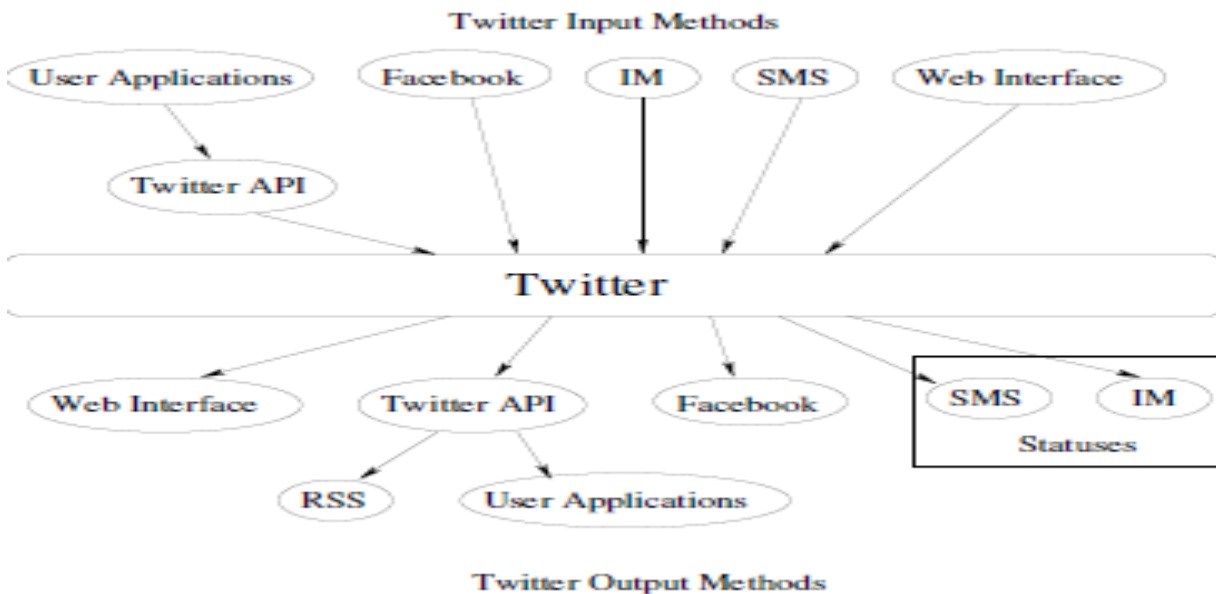 Twitter Input Methods
User Applications
Facebook
IM
SMS
Web Interface
Twitter API
Twitter
Web Interface
Twitter API
Facebook
SMS
IM
Statuses
RSS
User Applications
Twitter Output Methods